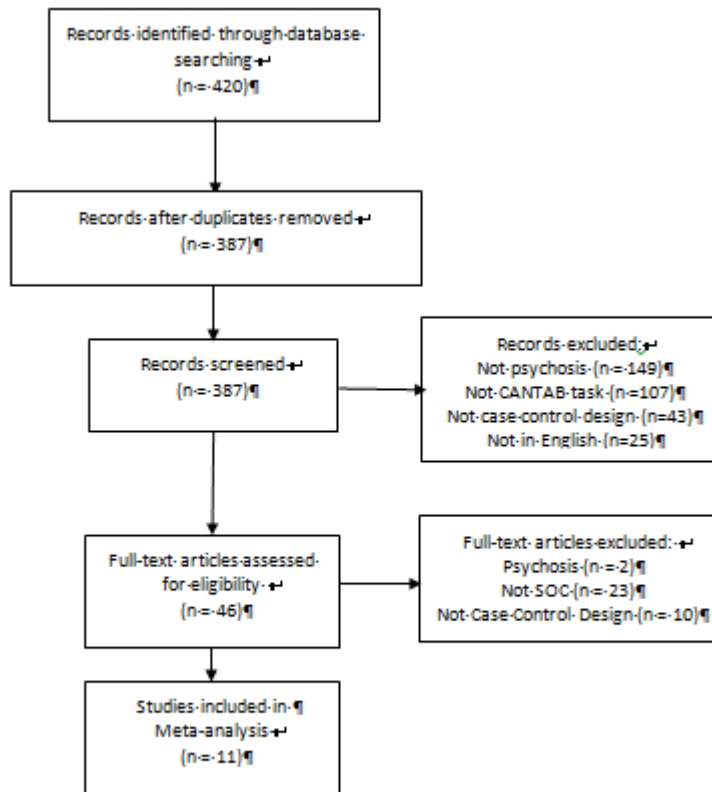 Records identified through database
searching
(n = 420)
Records after duplicates removed
(n = 387)
Records screened
(n = 387)
Records excluded:
Not psychosis (n = 149)
Not CANTAB task (n=107)
Not case control design (n=43)
Not in English (n=25)
Full-text articles assessed
for eligibility
(n = 46)
Full-text articles excluded:
Psychosis (n = 2)
Not SOC (n = 23)
Not Case Control Design (n = 10)
Studies included in
Meta-analysis
(n = 11)